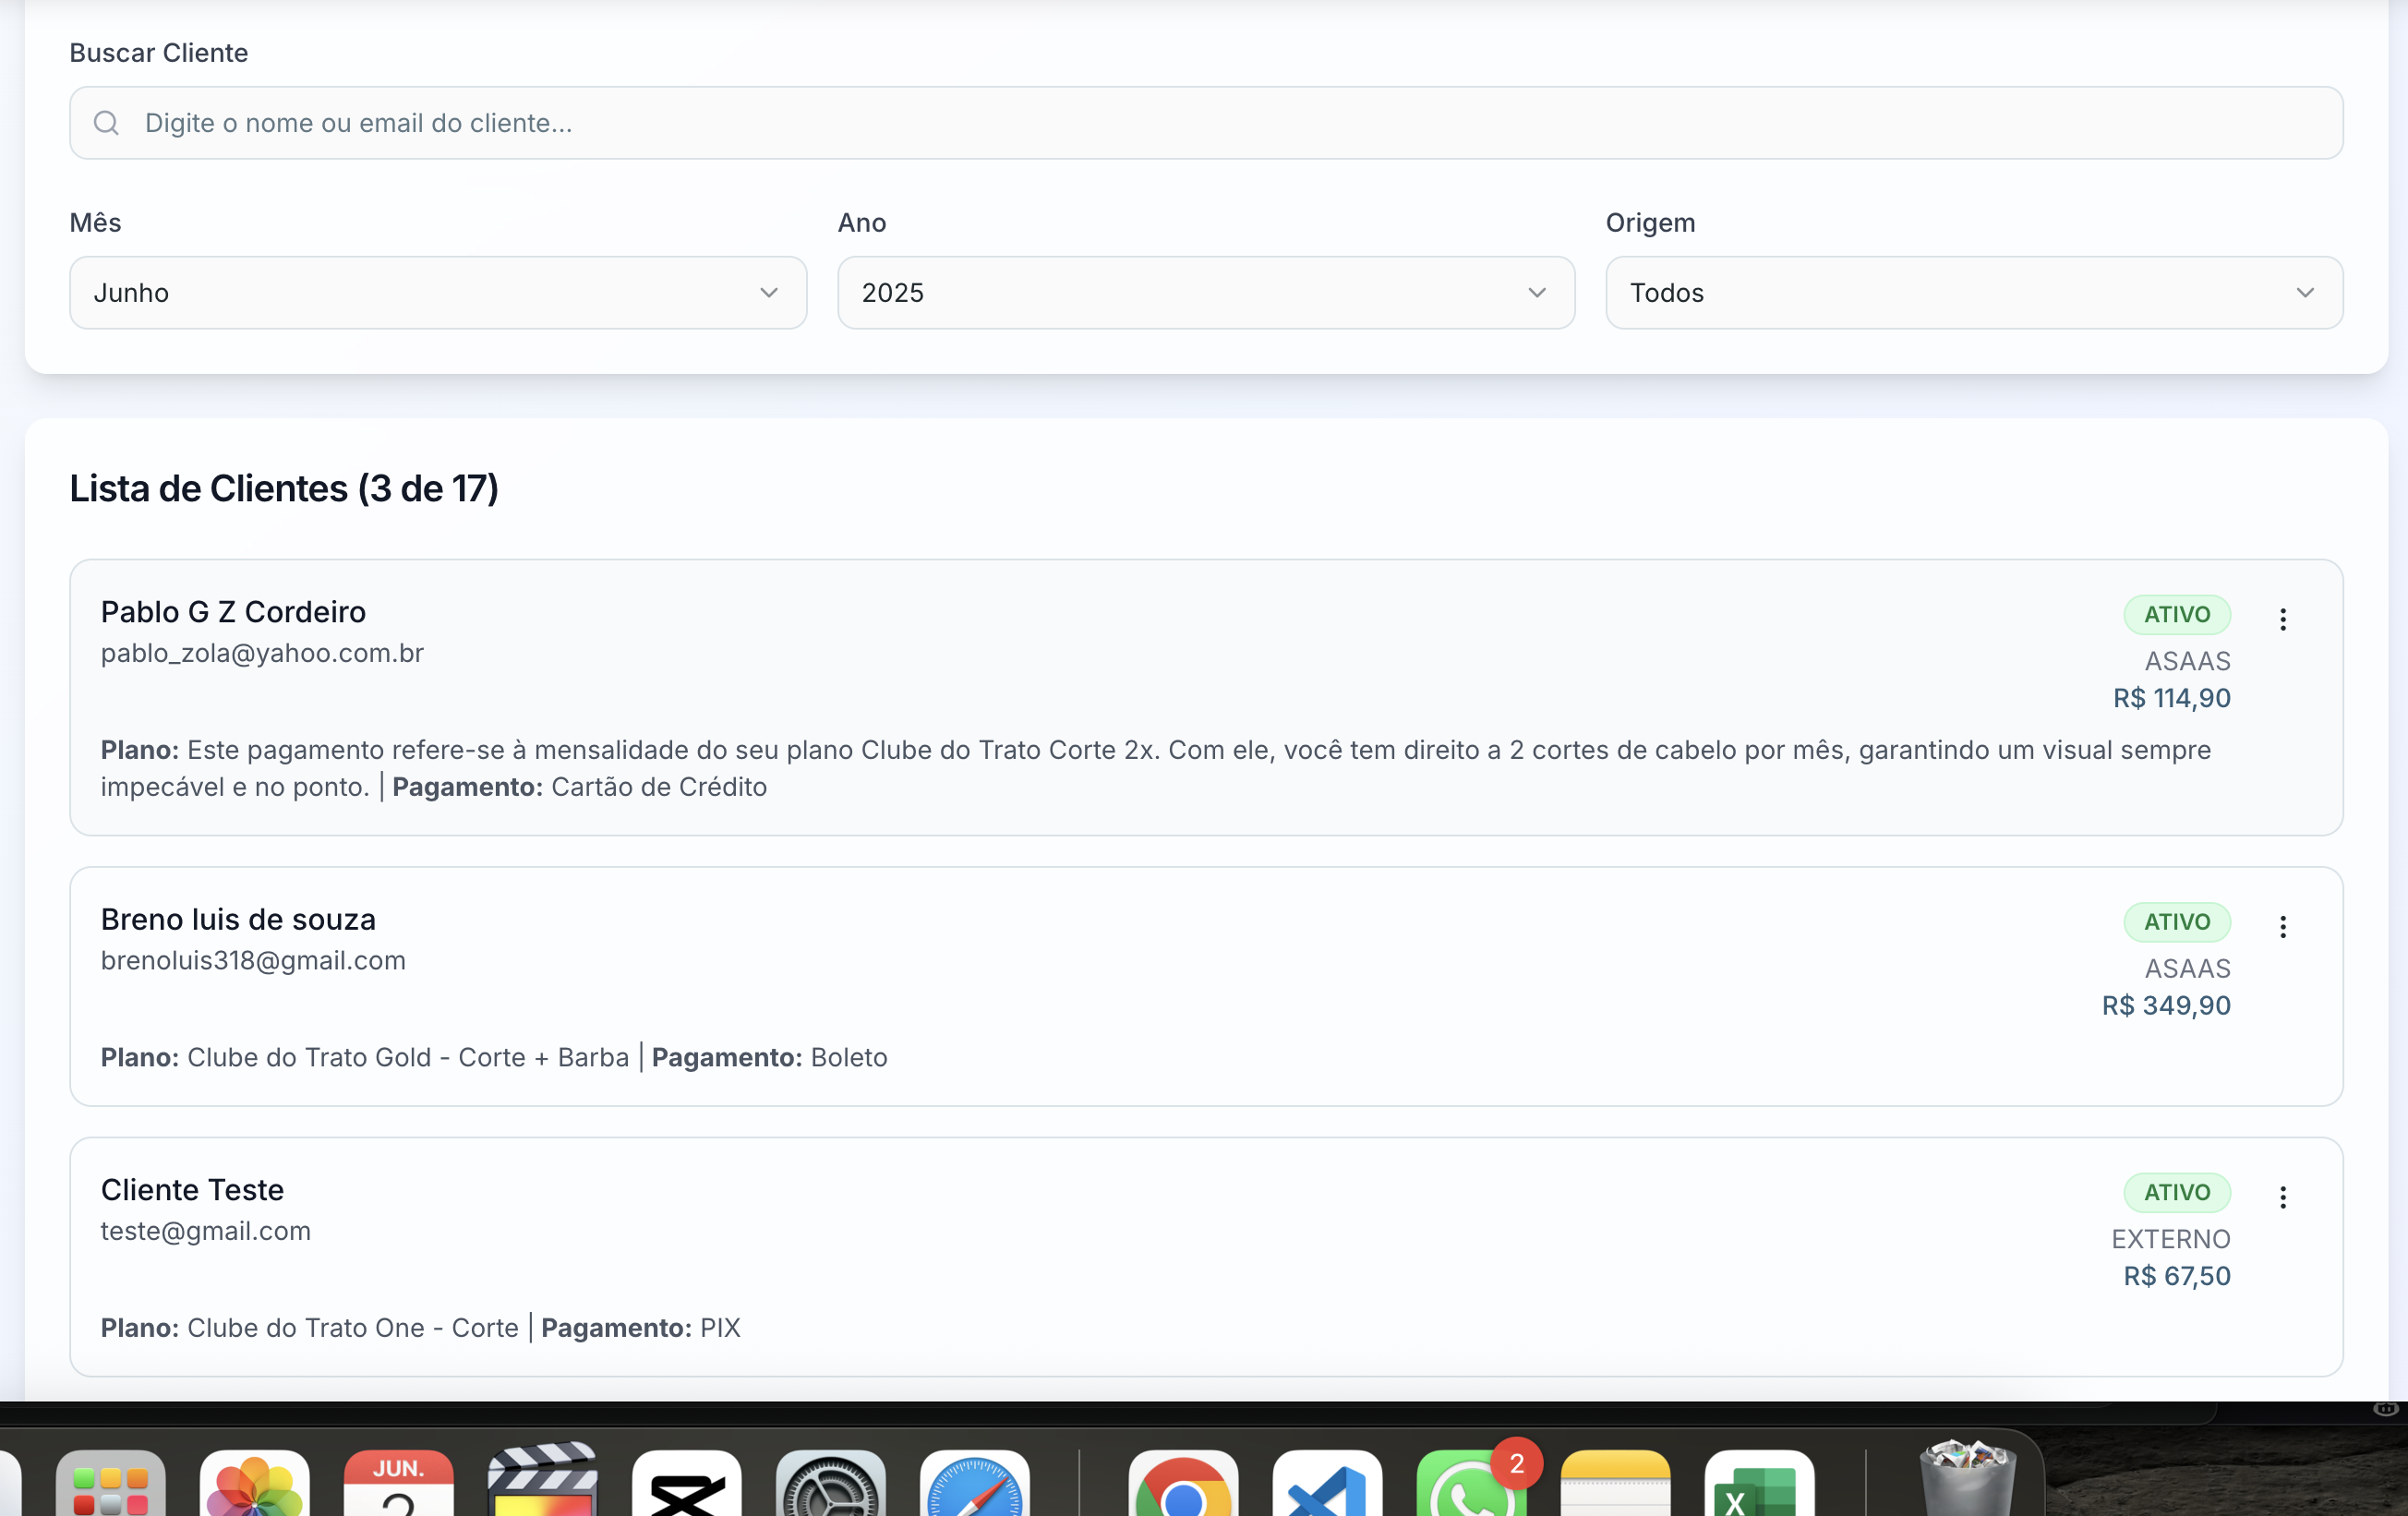 Buscar Cliente
Digite o nome ou email do cliente...
Mês
Ano
Origem
Junho
2025
Todos
Lista de Clientes (3 de 17)
Pablo G Z Cordeiro
ATIVO
pablo_zola@yahoo.com.br
ASAAS
R$ 114,90
Plano: Este pagamento refere-se à mensalidade do seu plano Clube do Trato Corte 2x. Com ele, você tem direito a 2 cortes de cabelo por mês, garantindo um visual sempre
impecável e no ponto. | Pagamento: Cartão de Crédito
Breno luis de souza
ATIVO
brenoluis318@gmail.com
ASAAS
R$ 349,90
Plano: Clube do Trato Gold - Corte + Barba | Pagamento: Boleto
Cliente Teste
ATIVO
teste@gmail.com
EXTERNO
R$ 67,50
Plano: Clube do Trato One - Corte | Pagamento: PIX
JUN.
2
X